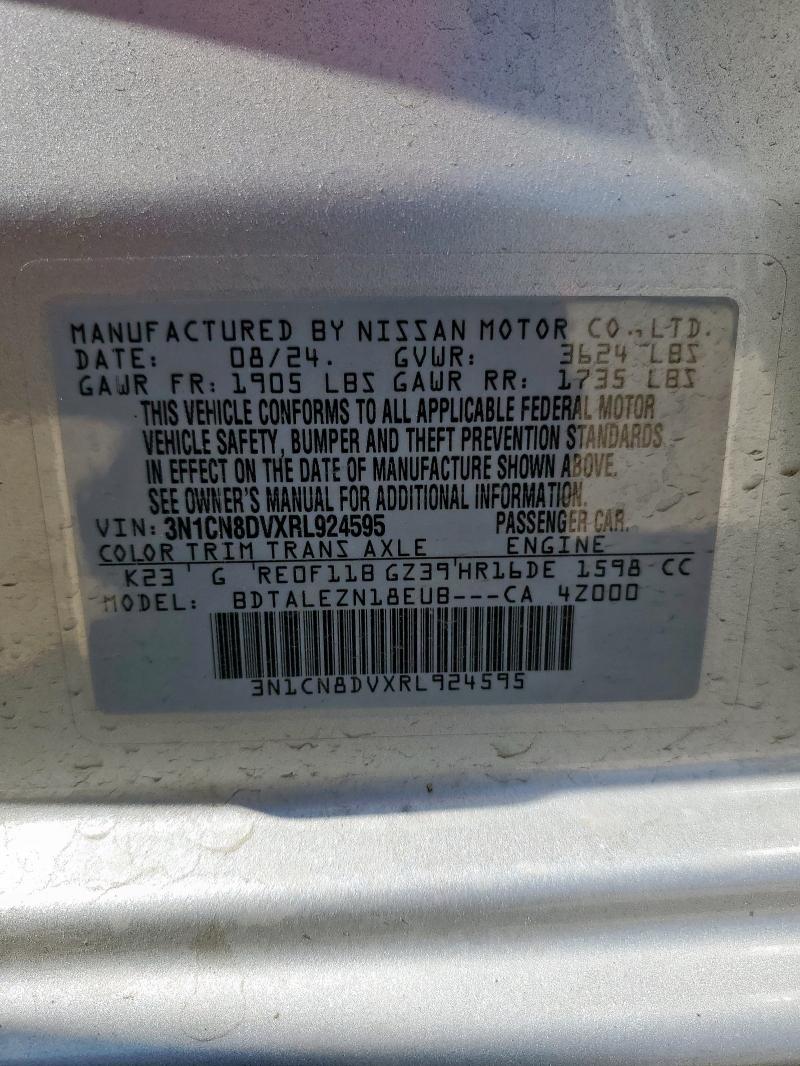 MANUFACTURED BY NISSAN MOTOR CO., LTD.
DATE: 08/24. GVWR: 3624 LBS
GAWR FR: 1905 LBS GAWR RR: 1735 LBS
THIS VEHICLE CONFORMS TO ALL APPLICABLE FEDERAL MOTOR
VEHICLE SAFETY, BUMPER AND THEFT PREVENTION STANDARDS
IN EFFECT ON THE DATE OF MANUFACTURE SHOWN ABOVE.
SEE OWNER'S MANUAL FOR ADDITIONAL INFORMATION
VIN: 3N1CN8DVXRL924595 PASSENGER CAR.
COLOR TRIM TRANS AXLE ENGINE
K23 G RE0F11B GZ39 HR16DE 1598 CC
MODEL: BDTALEZN18EUB---CA 4Z000
3N1CN8DVXRL924595